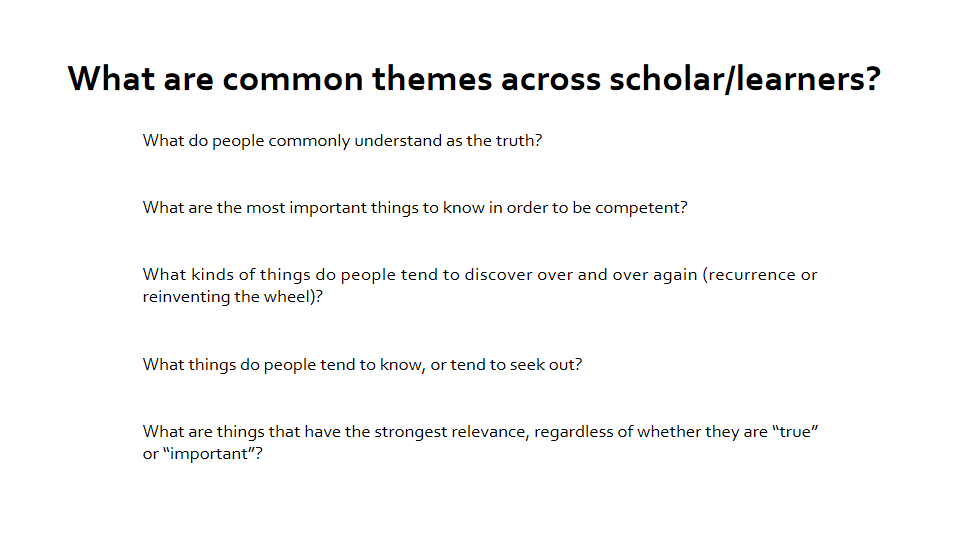 What are common themes across scholar/learners?
What do people commonly understand as the truth?
What are the most important things to know in order to be competent?
What kinds of things do people tend to discover over and over again (recurrence or
reinventing the wheel)?
What things do people tend to know, or tend to seek out?
What are things that have the strongest relevance, regardless of whether they are “true”
or “important”?